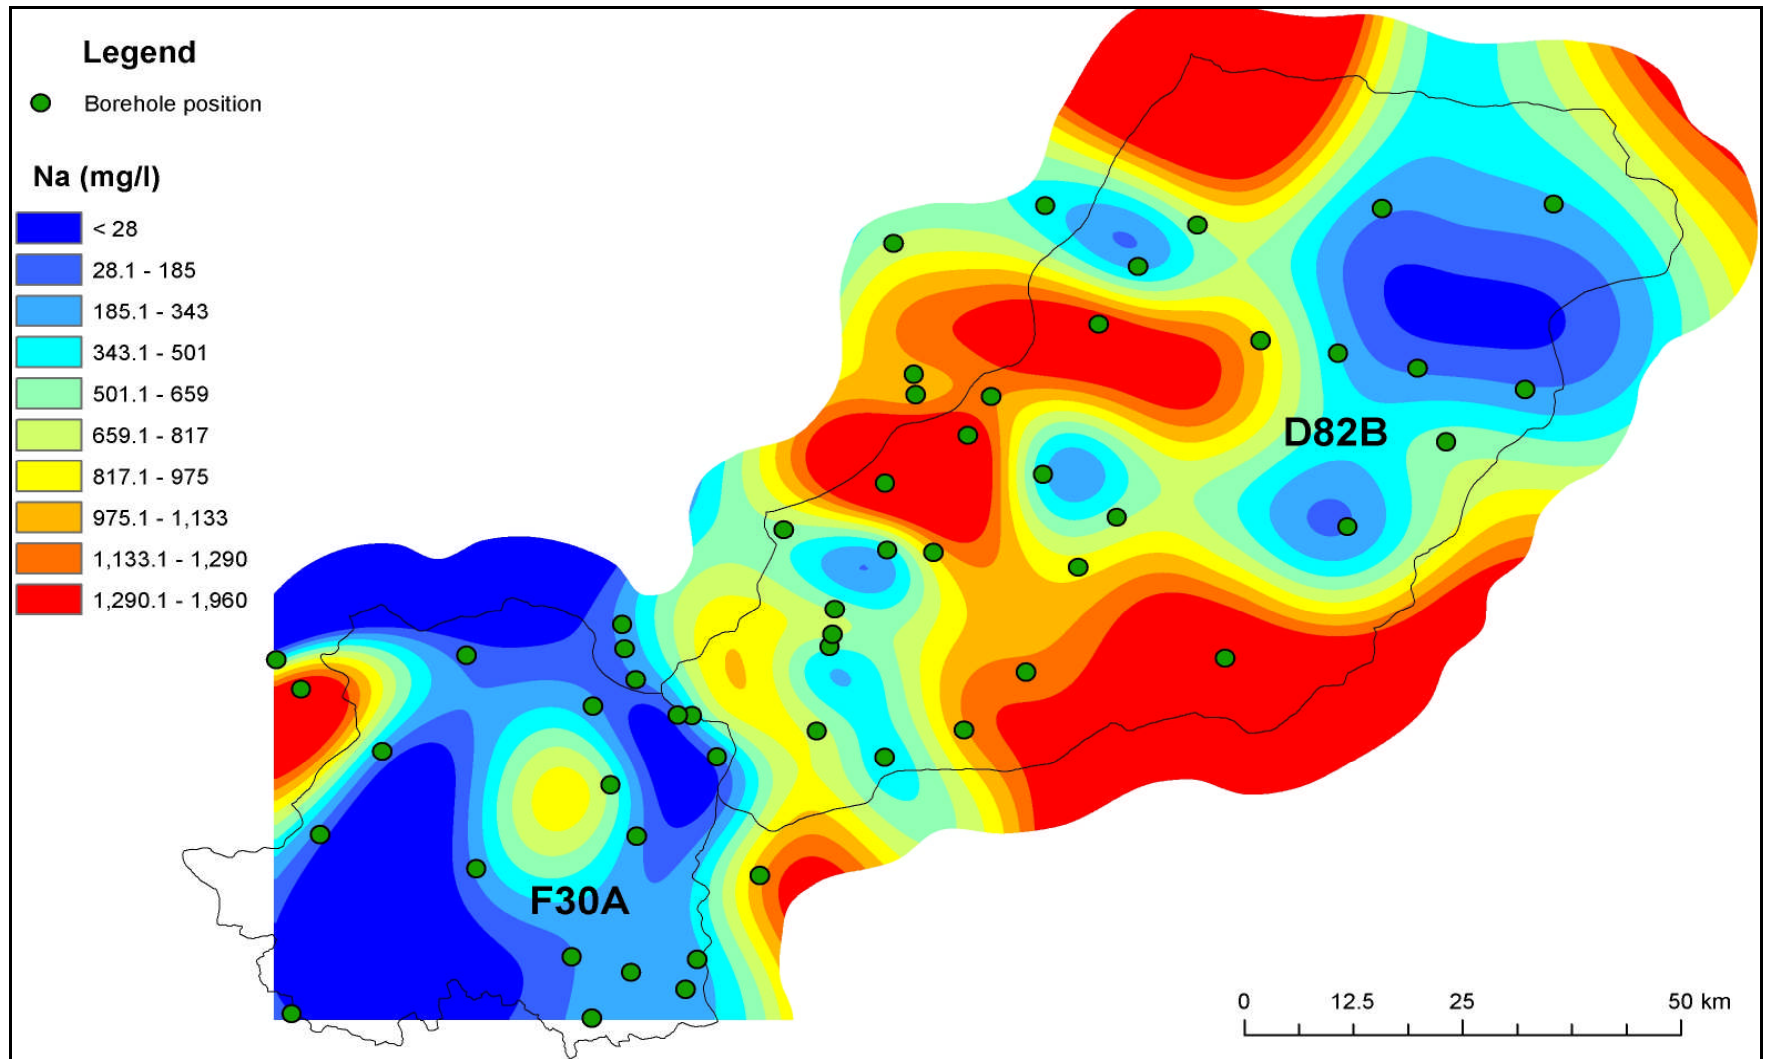 Legend
Borehole position
Na (mg/l)
< 28
28.1 - 185
185.1 - 343
343.1 - 501
501.1 - 659
659.1 - 817
817.1 - 975
975.1 - 1,133
1,133.1 - 1,290
1,290.1 - 1,960
D82B
F30A
0 12.5 25 50 km